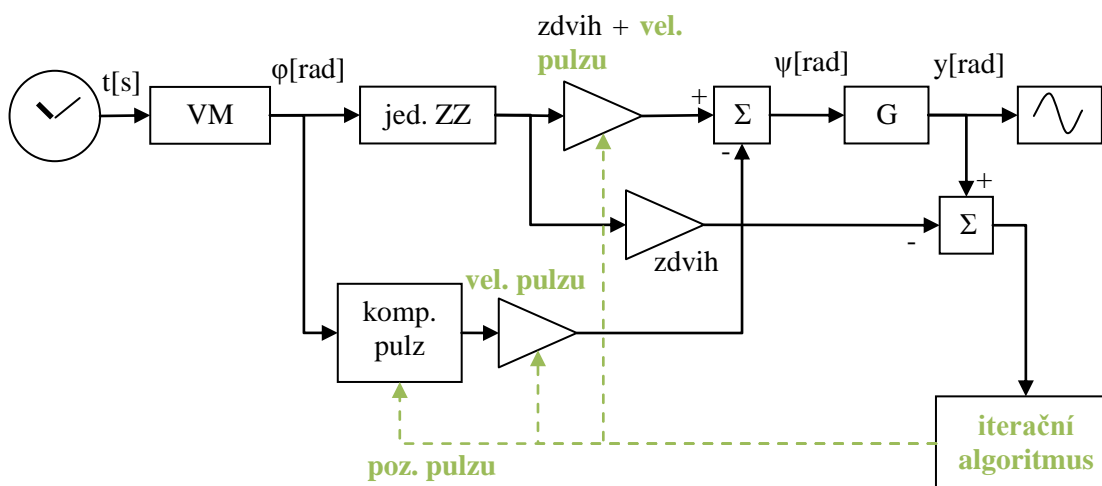 zdvih + vel.
pulzu
t[s]
φ[rad]
ψ[rad]
y[rad]
VM
jed. ZZ
+
Σ
-
G
+
Σ
-
zdvih
vel. pulzu
komp.
pulz
poz. pulzu
iterační
algoritmus